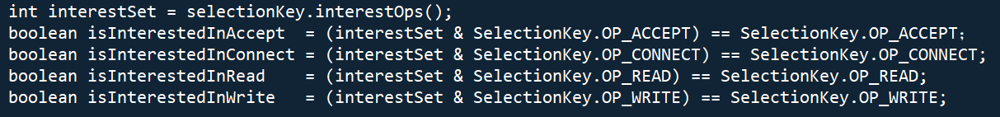 int interestSet = selectionKey.interestOps();
boolean isInterestedInAccept  = (interestSet & SelectionKey.OP_ACCEPT) == SelectionKey.OP_ACCEPT；
boolean isInterestedInConnect = (interestSet & SelectionKey.OP_CONNECT) == SelectionKey.OP_CONNECT;
boolean isInterestedInRead    = (interestSet & SelectionKey.OP_READ) == SelectionKey.OP_READ;
boolean isInterestedInWrite   = (interestSet & SelectionKey.OP_WRITE) == SelectionKey.OP_WRITE;